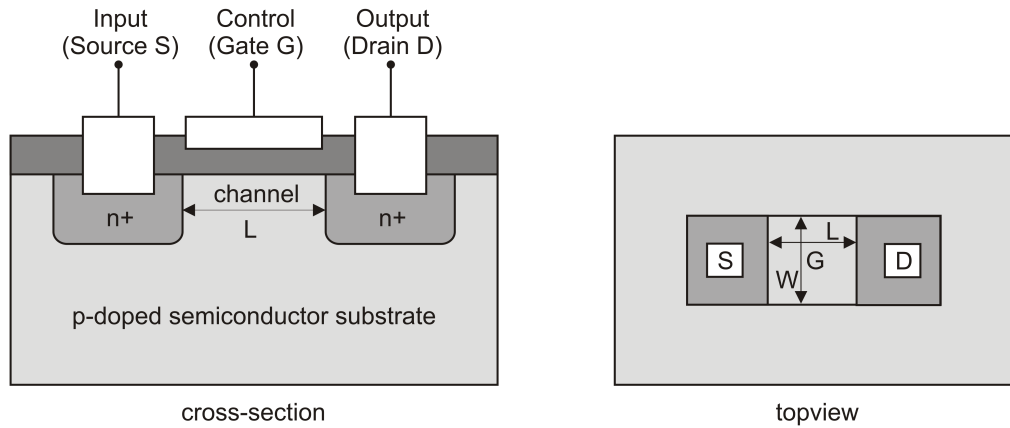 Input
(Source S)
Control
(Gate G)
Output
(Drain D)
channel
n+
L
n+
p-doped semiconductor substrate
cross-section
S
L
G
W
D
topview